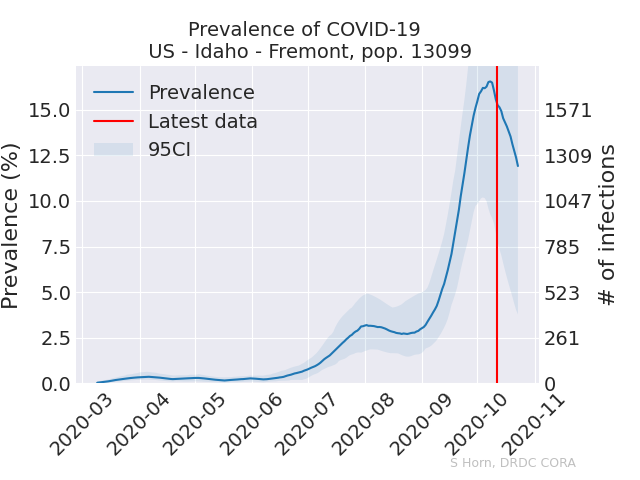 Prevalence of COVID-19
US - Idaho - Fremont, pop. 13099
Prevalence
Latest data
95CI
Prevalence (%)
15.0
12.5
10.0
7.5
5.0
2.5
0.0
1571
1309
1047
785
523
261
0
# of infections
2020-03
2020-04
2020-05
2020-06
2020-07
2020-08
2020-09
2020-10
2020-11
S Horn, DRDC CORA